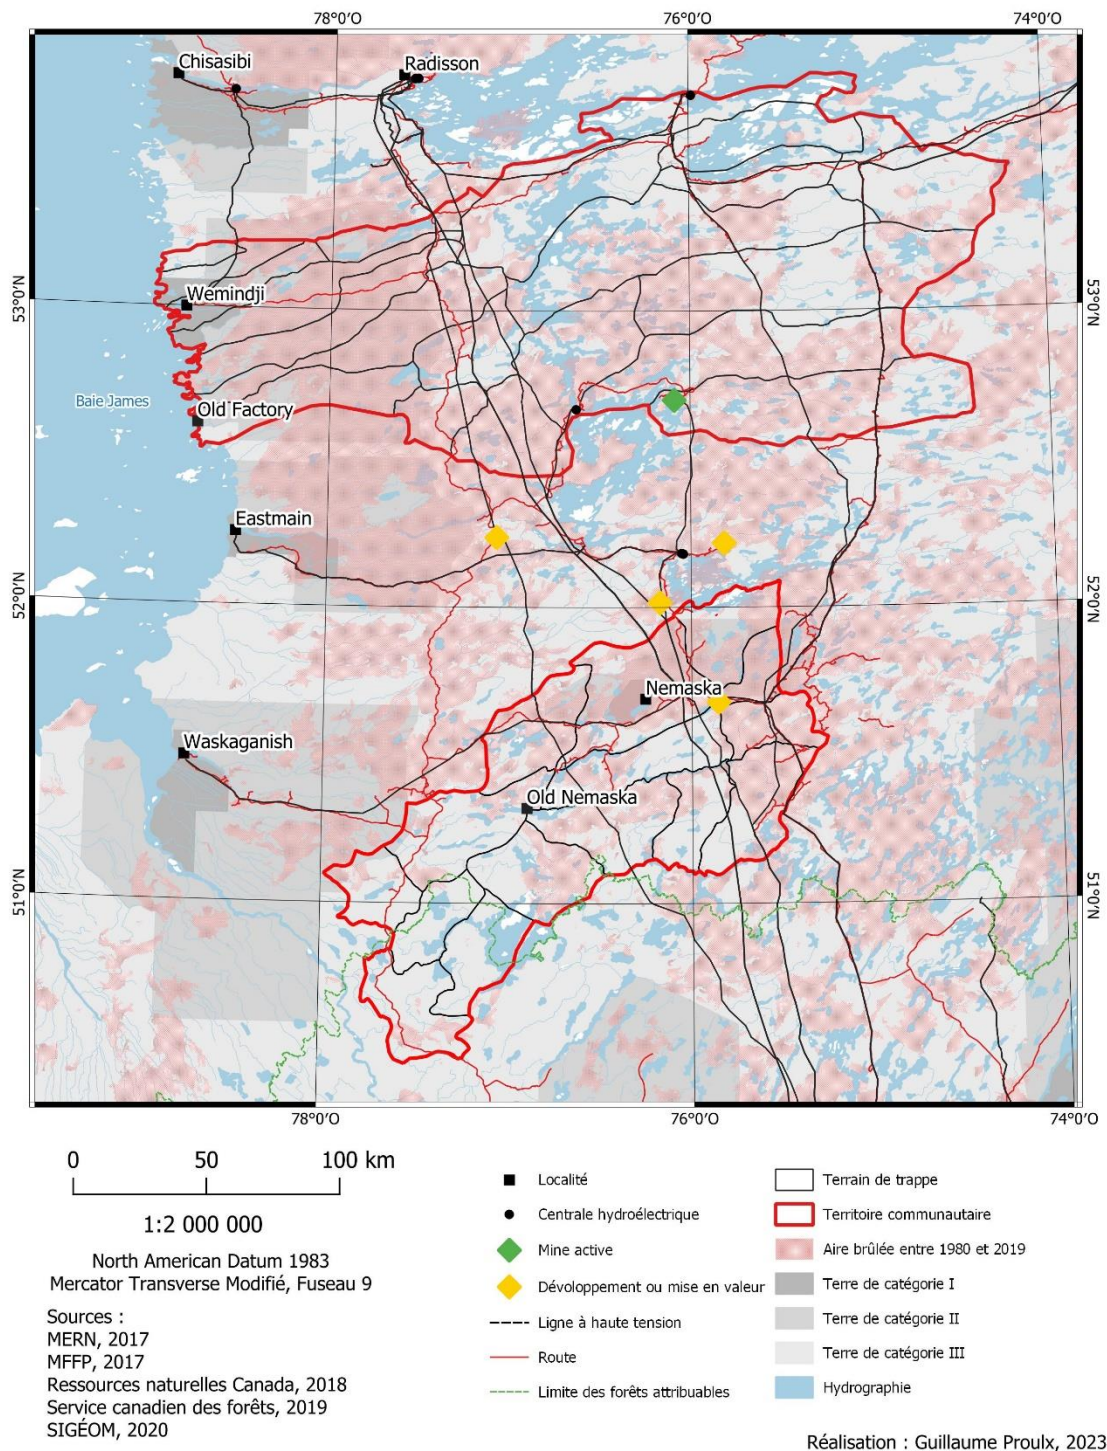 78°0'O 76°0'O 74°0'O
Chisasibi
Radisson
53°0'N
Wemindji
53°0'N
Baie James
Old Factory
Eastmain
52°0'N
52°0'N
Nemaska
Waskaganish
Old Nemaska
51°0'N
51°0'N
78°0'O 76°0'O 74°0'O
0 50 100 km
1:2 000 000
North American Datum 1983
Mercator Transverse Modifié, Fuseau 9
Sources :
MERN, 2017
MFFP, 2017
Ressources naturelles Canada, 2018
Service canadien des forêts, 2019
SIGÉOM, 2020
Localité
Centrale hydroélectrique
Mine active
Dévoloppement ou mise en valeur
Ligne à haute tension
Route
Limite des forêts attribuables
Terrain de trappe
Territoire communautaire
Aire brûlée entre 1980 et 2019
Terre de catégorie I
Terre de catégorie II
Terre de catégorie III
Hydrographie
Réalisation : Guillaume Proulx, 2023